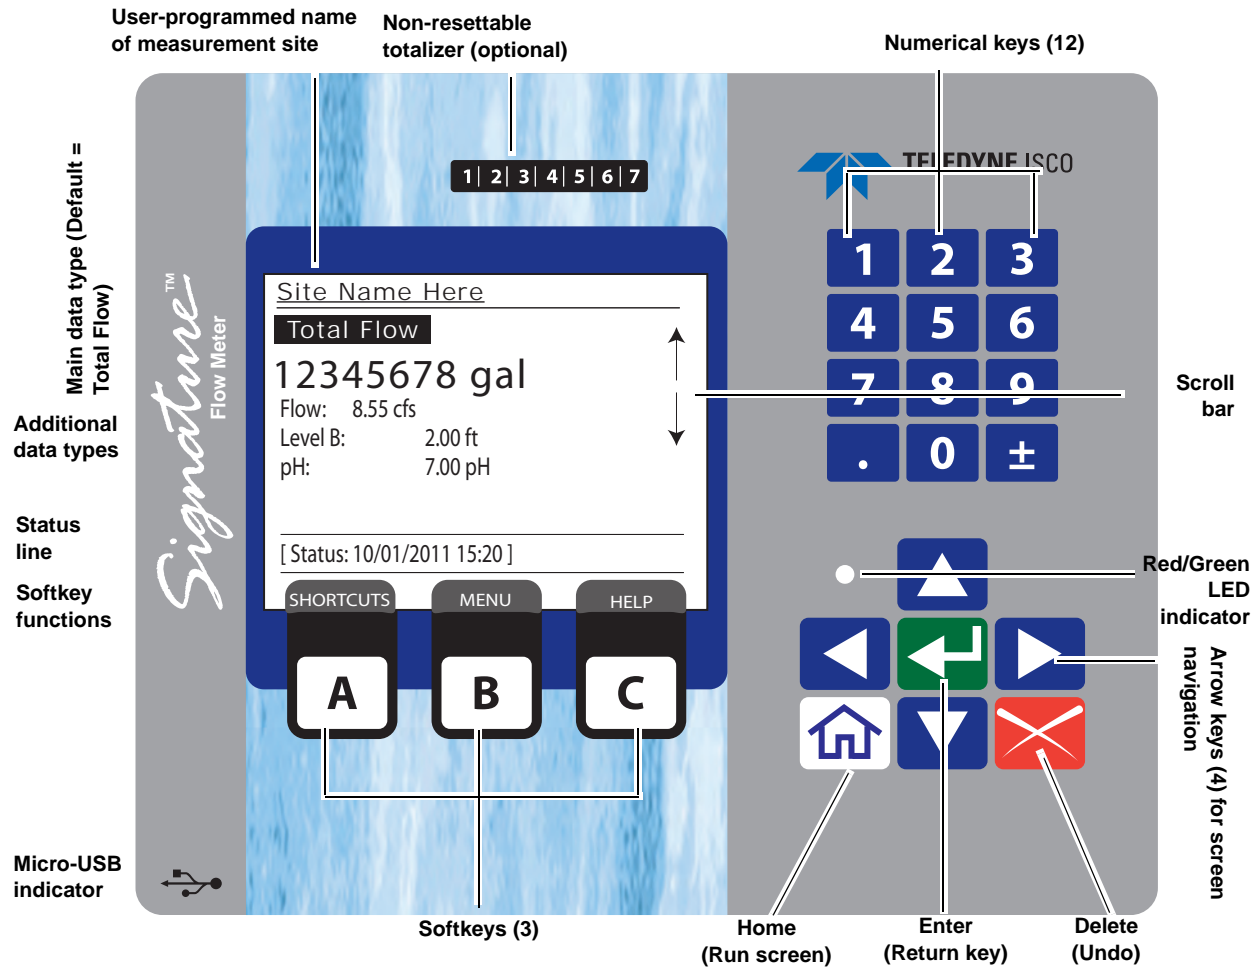 User-programmed name
of measurement site
Non-resettable
totalizer (optional)
Numerical keys (12)
Main data type (Default =
Total Flow)
Additional
data types
Status
line
Softkey
functions
Micro-USB
indicator
Signature™
Flow Meter
1| 2| 3| 4| 5| 6| 7
TELEDYNE ISCO
Site Name Here
Total Flow
12345678 gal
Flow: 8.55 cfs
Level B: 2.00 ft
pH: 7.00 pH
[ Status: 10/01/2011 15:20 ]
SHORTCUTS MENU HELP
A B C
1 2 3
4 5 6
7 8 9
. 0 ±
Scroll
bar
Red/Green
LED
indicator
Arrow keys (4) for screen
navigation
Softkeys (3)
Home
(Run screen)
Enter
(Return key)
Delete
(Undo)